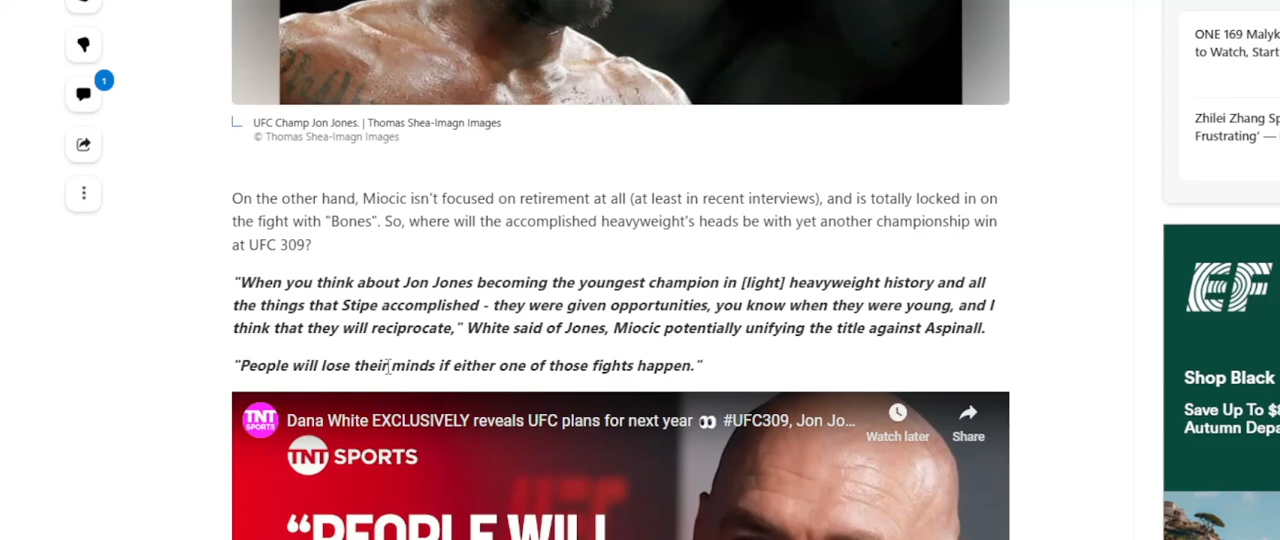 1
UFC Champ Jon Jones. | Thomas Shea-Imagn Images
© Thomas Shea-Imagn Images
On the other hand, Miocic isn't focused on retirement at all (at least in recent interviews), and is totally locked in on
the fight with "Bones". So, where will the accomplished heavyweight's heads be with yet another championship win
at UFC 309?
"When you think about Jon Jones becoming the youngest champion in [light] heavyweight history and all
the things that Stipe accomplished - they were given opportunities, you know when they were young, and I
think that they will reciprocate," White said of Jones, Miocic potentially unifying the title against Aspinall.
"People will lose their minds if either one of those fights happen."
TNT
SPORTS
Dana White EXCLUSIVELY reveals UFC plans for next year 👀 #UFC309, Jon Jo...
Watch later
Share
TNT SPORTS
UFC
"PEOPLE WILL
ONE 169 Malyk
to Watch, Start
Zhilei Zhang Sp
Frustrating' —
EF
Shop Black
Save Up To $
Autumn Depa